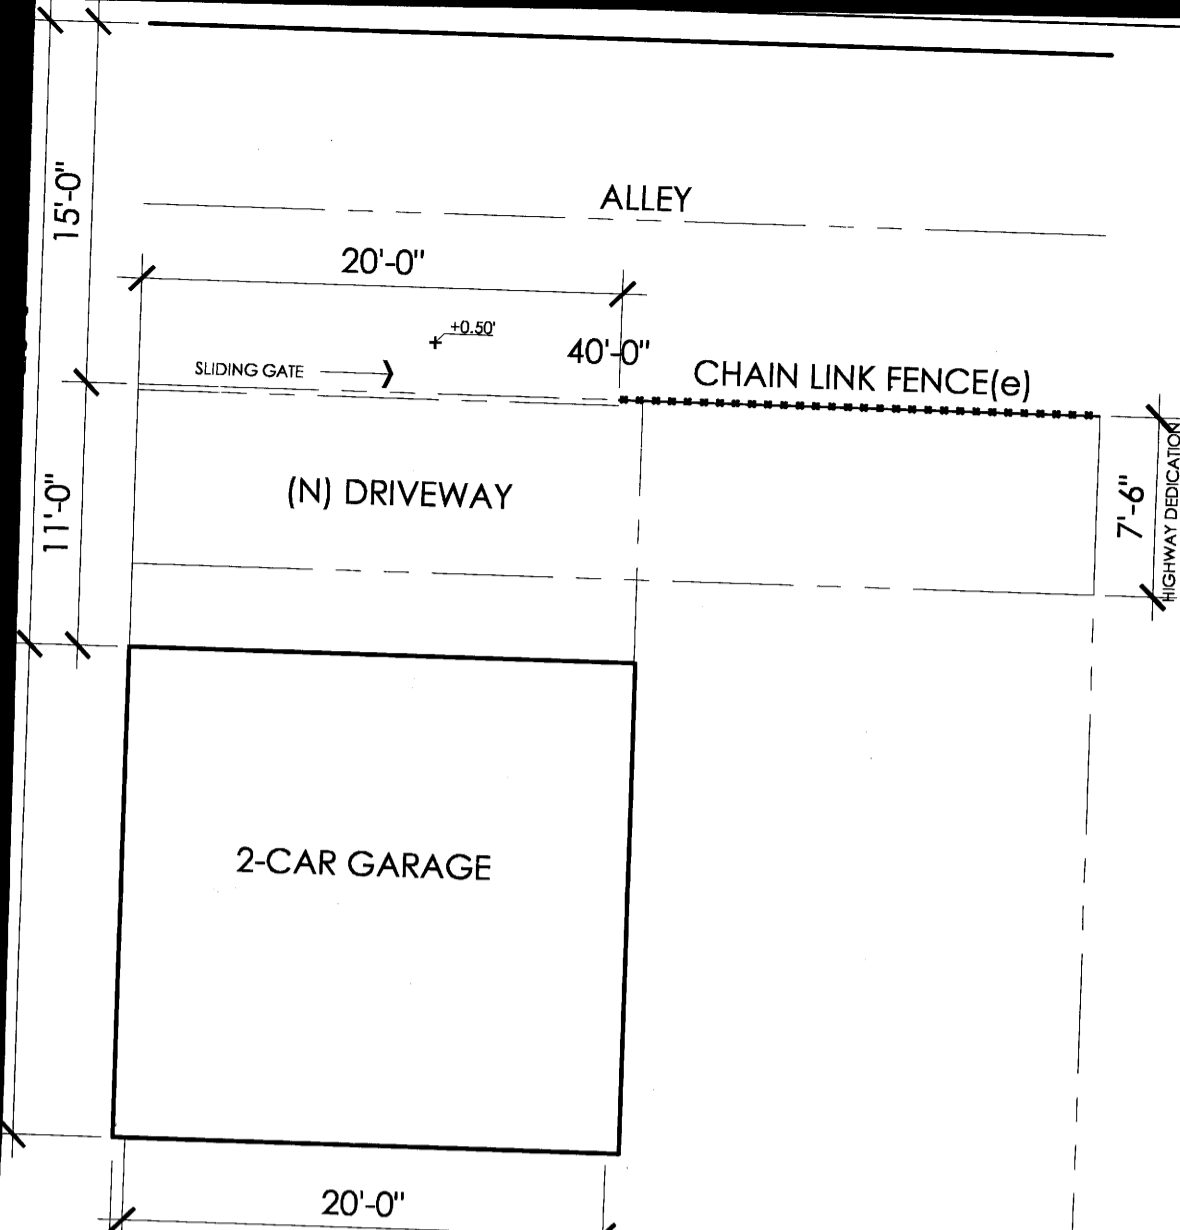 ALLEY
15'-0"
20'-0"
+0.50'
40'-0"
SLIDING GATE
CHAIN LINK FENCE(e)
(N) DRIVEWAY
11'-0"
7'-6"
HIGHWAY DEDICATION
2-CAR GARAGE
20'-0"